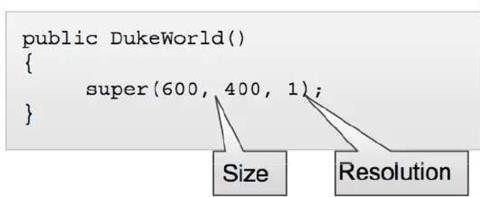 public DukeWorld()
{
super(600, 400, 1);
}
Size
Resolution